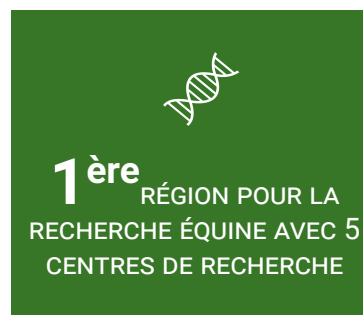 1ère RÉGION POUR LA
RECHERCHE ÉQUINE AVEC 5
CENTRES DE RECHERCHE